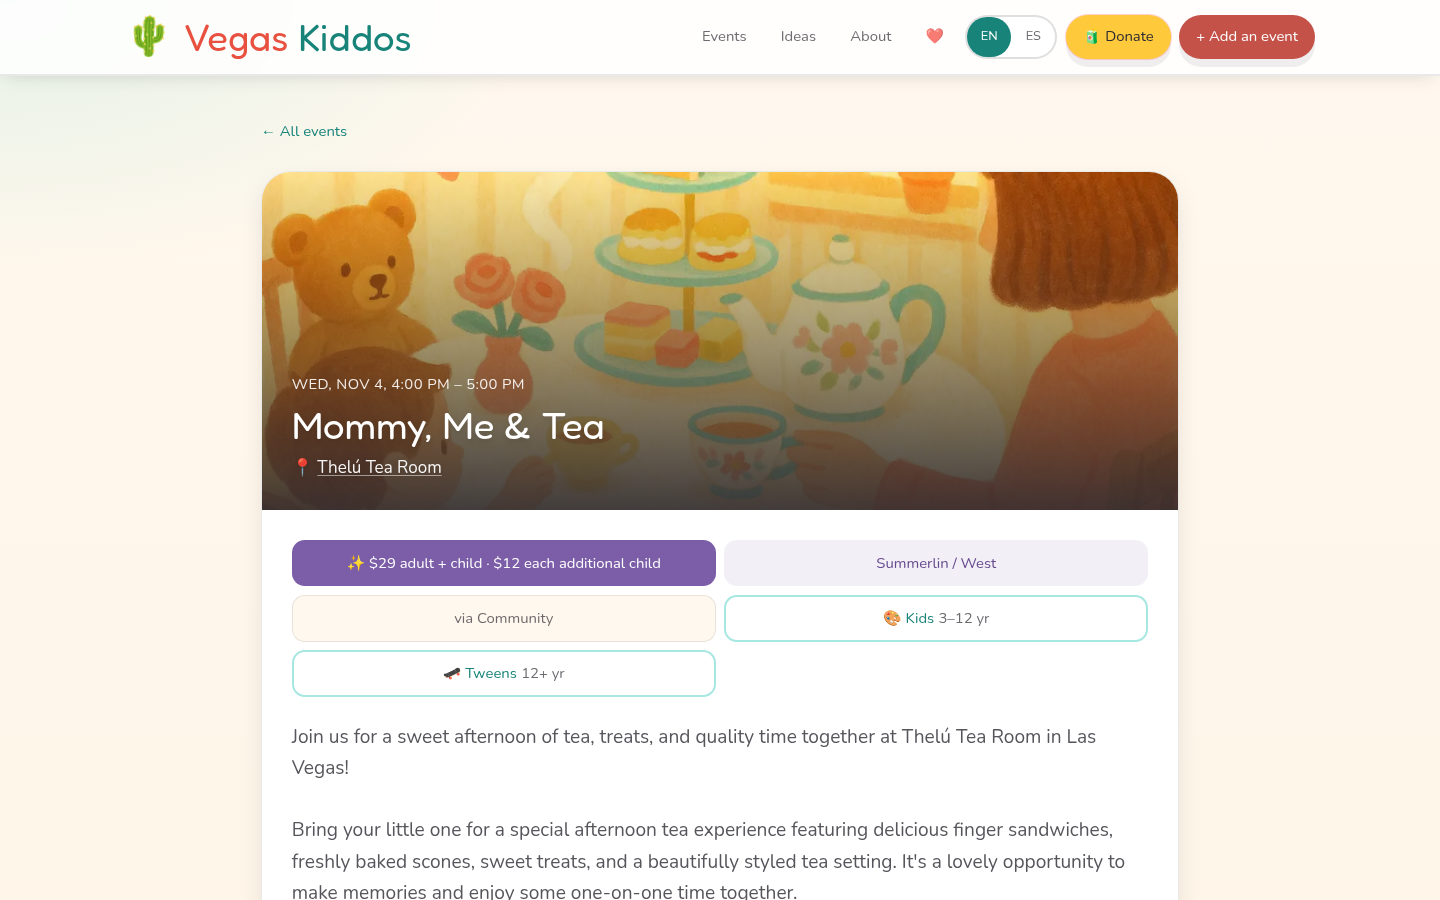 Vegas Kiddos
Events
Ideas
About
EN
ES
Donate
+ Add an event
← All events
WED, NOV 4, 4:00 PM – 5:00 PM
Mommy, Me & Tea
Thelú Tea Room
$29 adult + child · $12 each additional child
Summerlin / West
via Community
Kids 3–12 yr
Tweens 12+ yr
Join us for a sweet afternoon of tea, treats, and quality time together at Thelú Tea Room in Las
Vegas!
Bring your little one for a special afternoon tea experience featuring delicious finger sandwiches,
freshly baked scones, sweet treats, and a beautifully styled tea setting. It's a lovely opportunity to
make memories and enjoy some one-on-one time together.